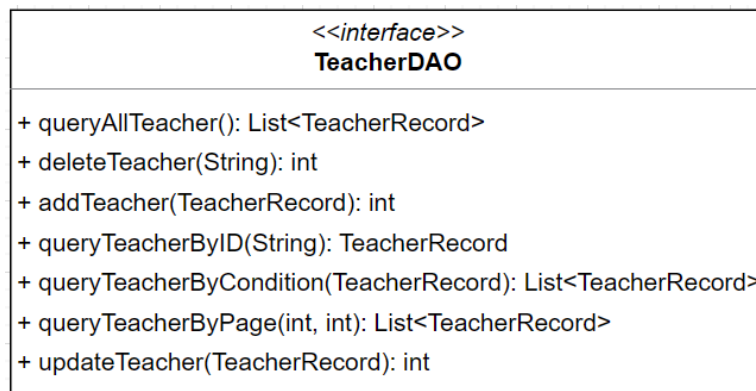 <<interface>>
TeacherDAO
+ queryAllTeacher(): List<TeacherRecord>
+ deleteTeacher(String): int
+ addTeacher(TeacherRecord): int
+ queryTeacherByID(String): TeacherRecord
+ queryTeacherByCondition(TeacherRecord): List<TeacherRecord>
+ queryTeacherByPage(int, int): List<TeacherRecord>
+ updateTeacher(TeacherRecord): int